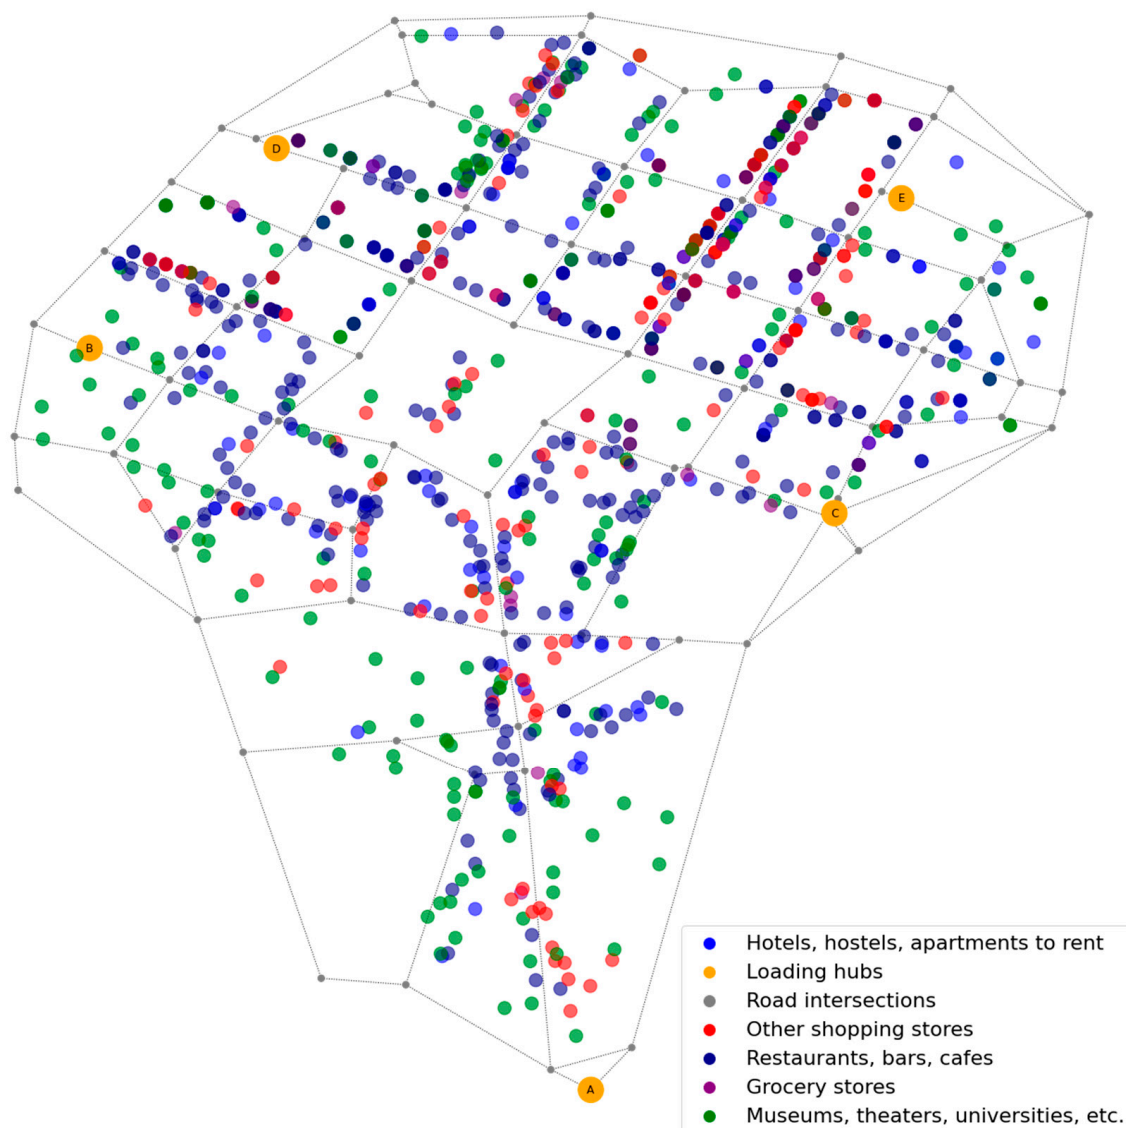 D
E
B
C
A
Hotels, hostels, apartments to rent
Loading hubs
Road intersections
Other shopping stores
Restaurants, bars, cafes
Grocery stores
Museums, theaters, universities, etc.